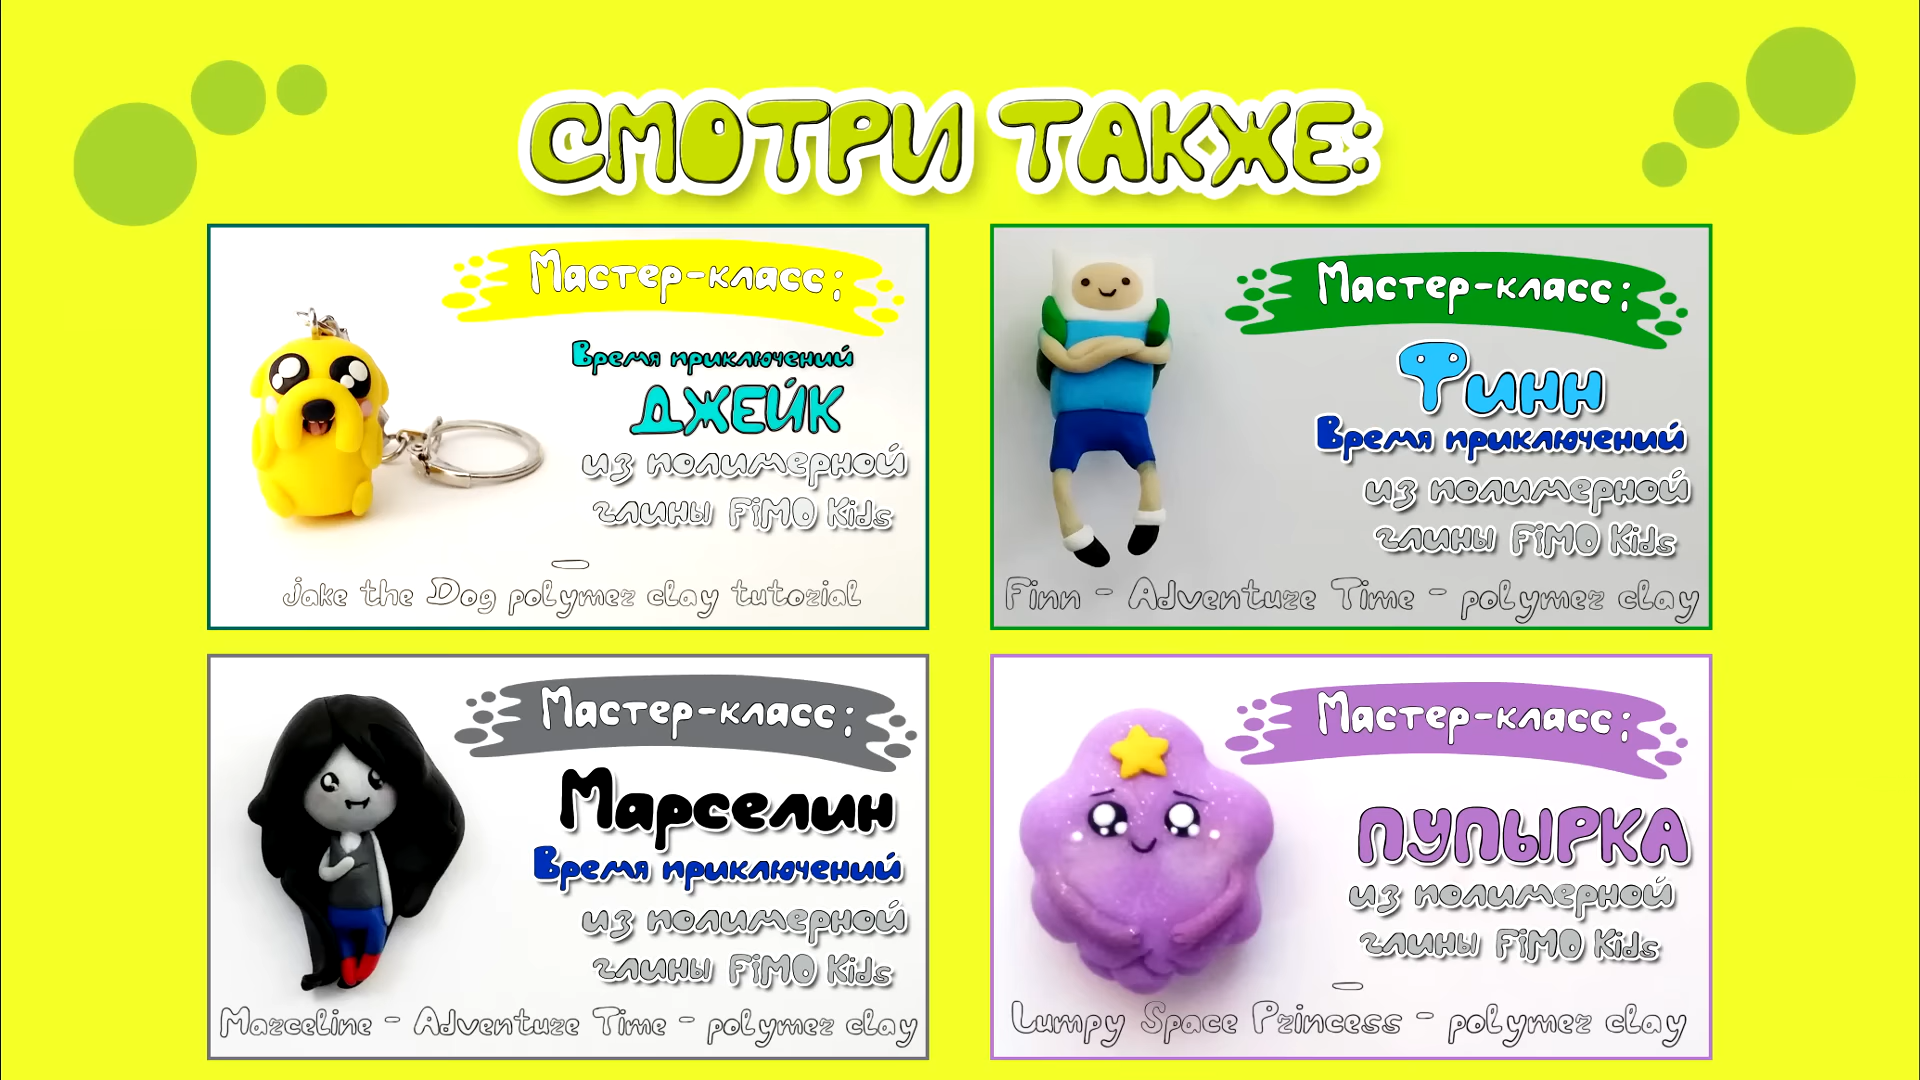 СМОТРИ ТАКЖЕ:
Мастер-класс:
Время приключений
ДЖЕЙК
из полимерной
глины FiMO Kids
Jake the Dog polymer clay tutorial
Мастер-класс:
Финн
Время приключений
из полимерной
глины FiMO Kids
Finn - Adventure Time - polymer clay
Мастер-класс:
Марселин
Время приключений
из полимерной
глины FiMO Kids
Marceline - Adventure Time - polymer clay
Мастер-класс:
ПУПЫРКА
из полимерной
глины FiMO Kids
Lumpy Space Princess - polymer clay